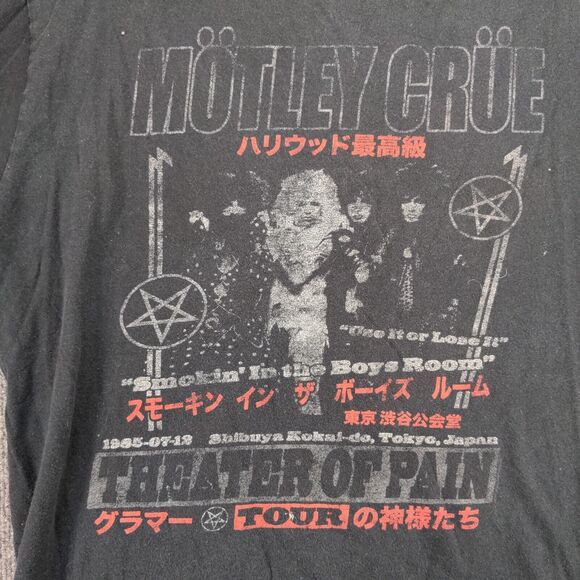 MÖTLEY CRÜE
ハリウッド最高級
"Use It or Lose It"
"Smokin' In the Boys Room"
スモーキン イン ザ ボーイズ ルーム
東京 渋谷公会堂
1985-07-12 Shibuya Kokai-do, Tokyo, Japan
THEATER OF PAIN
グラマー TOUR の神様たち